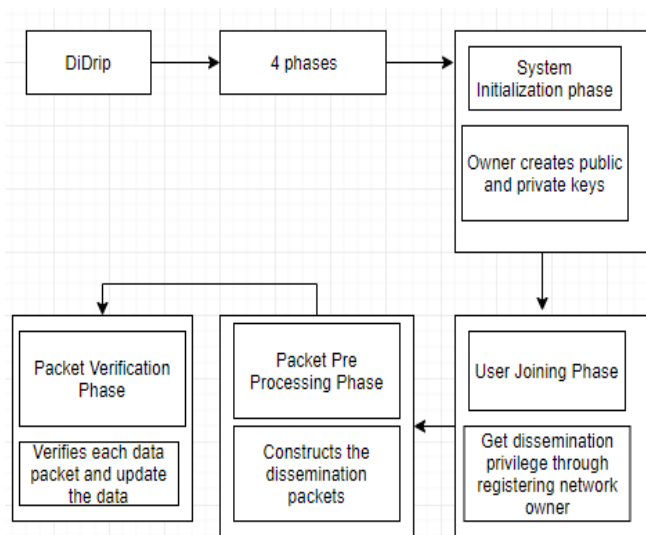 DiDrip
4 phases
System
Initialization phase
Owner creates public
and private keys
User Joining Phase
Get dissemination
privilege through
registering network
owner
Packet Pre
Processing Phase
Constructs the
dissemination
packets
Packet Verification
Phase
Verifies each data
packet and update
the data